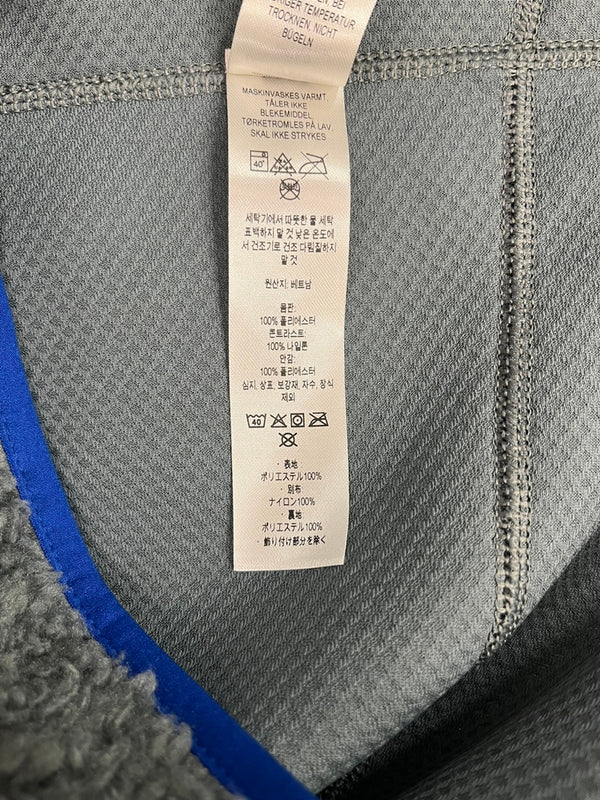 TEMPERATUR
TROCKNEN. NICHT
BÜGELN
MASKINVASKES VARMT.
TÅLER IKKE
BLEKEMIDDEL.
TØRKETROMLES PÅ LAV.
SKAL IKKE STRYKES
40°
세탁기에서 따뜻한 물 세탁
표백하지 말 것 낮은 온도에
서 건조기로 건조 다림질하지
말 것
원산지: 베트남
몸판:
100% 폴리에스터
콘트라스트:
100% 나일론
안감:
100% 폴리에스터
심지, 상표, 보강재, 자수, 장식
제외
40
・表地
ポリエステル100%
・別布
ナイロン100%
・裏地
ポリエステル100%
・飾り付け部分を除く